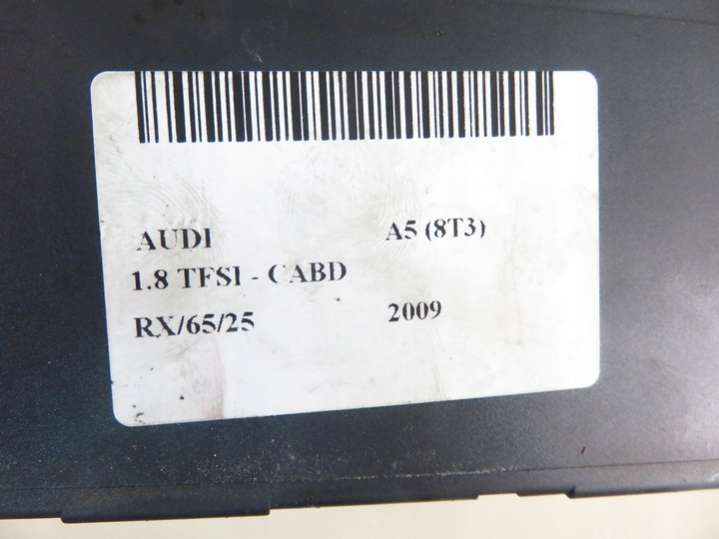 AUDI A5 (8T3)
1.8 TFSI - CABD
RX/65/25 2009